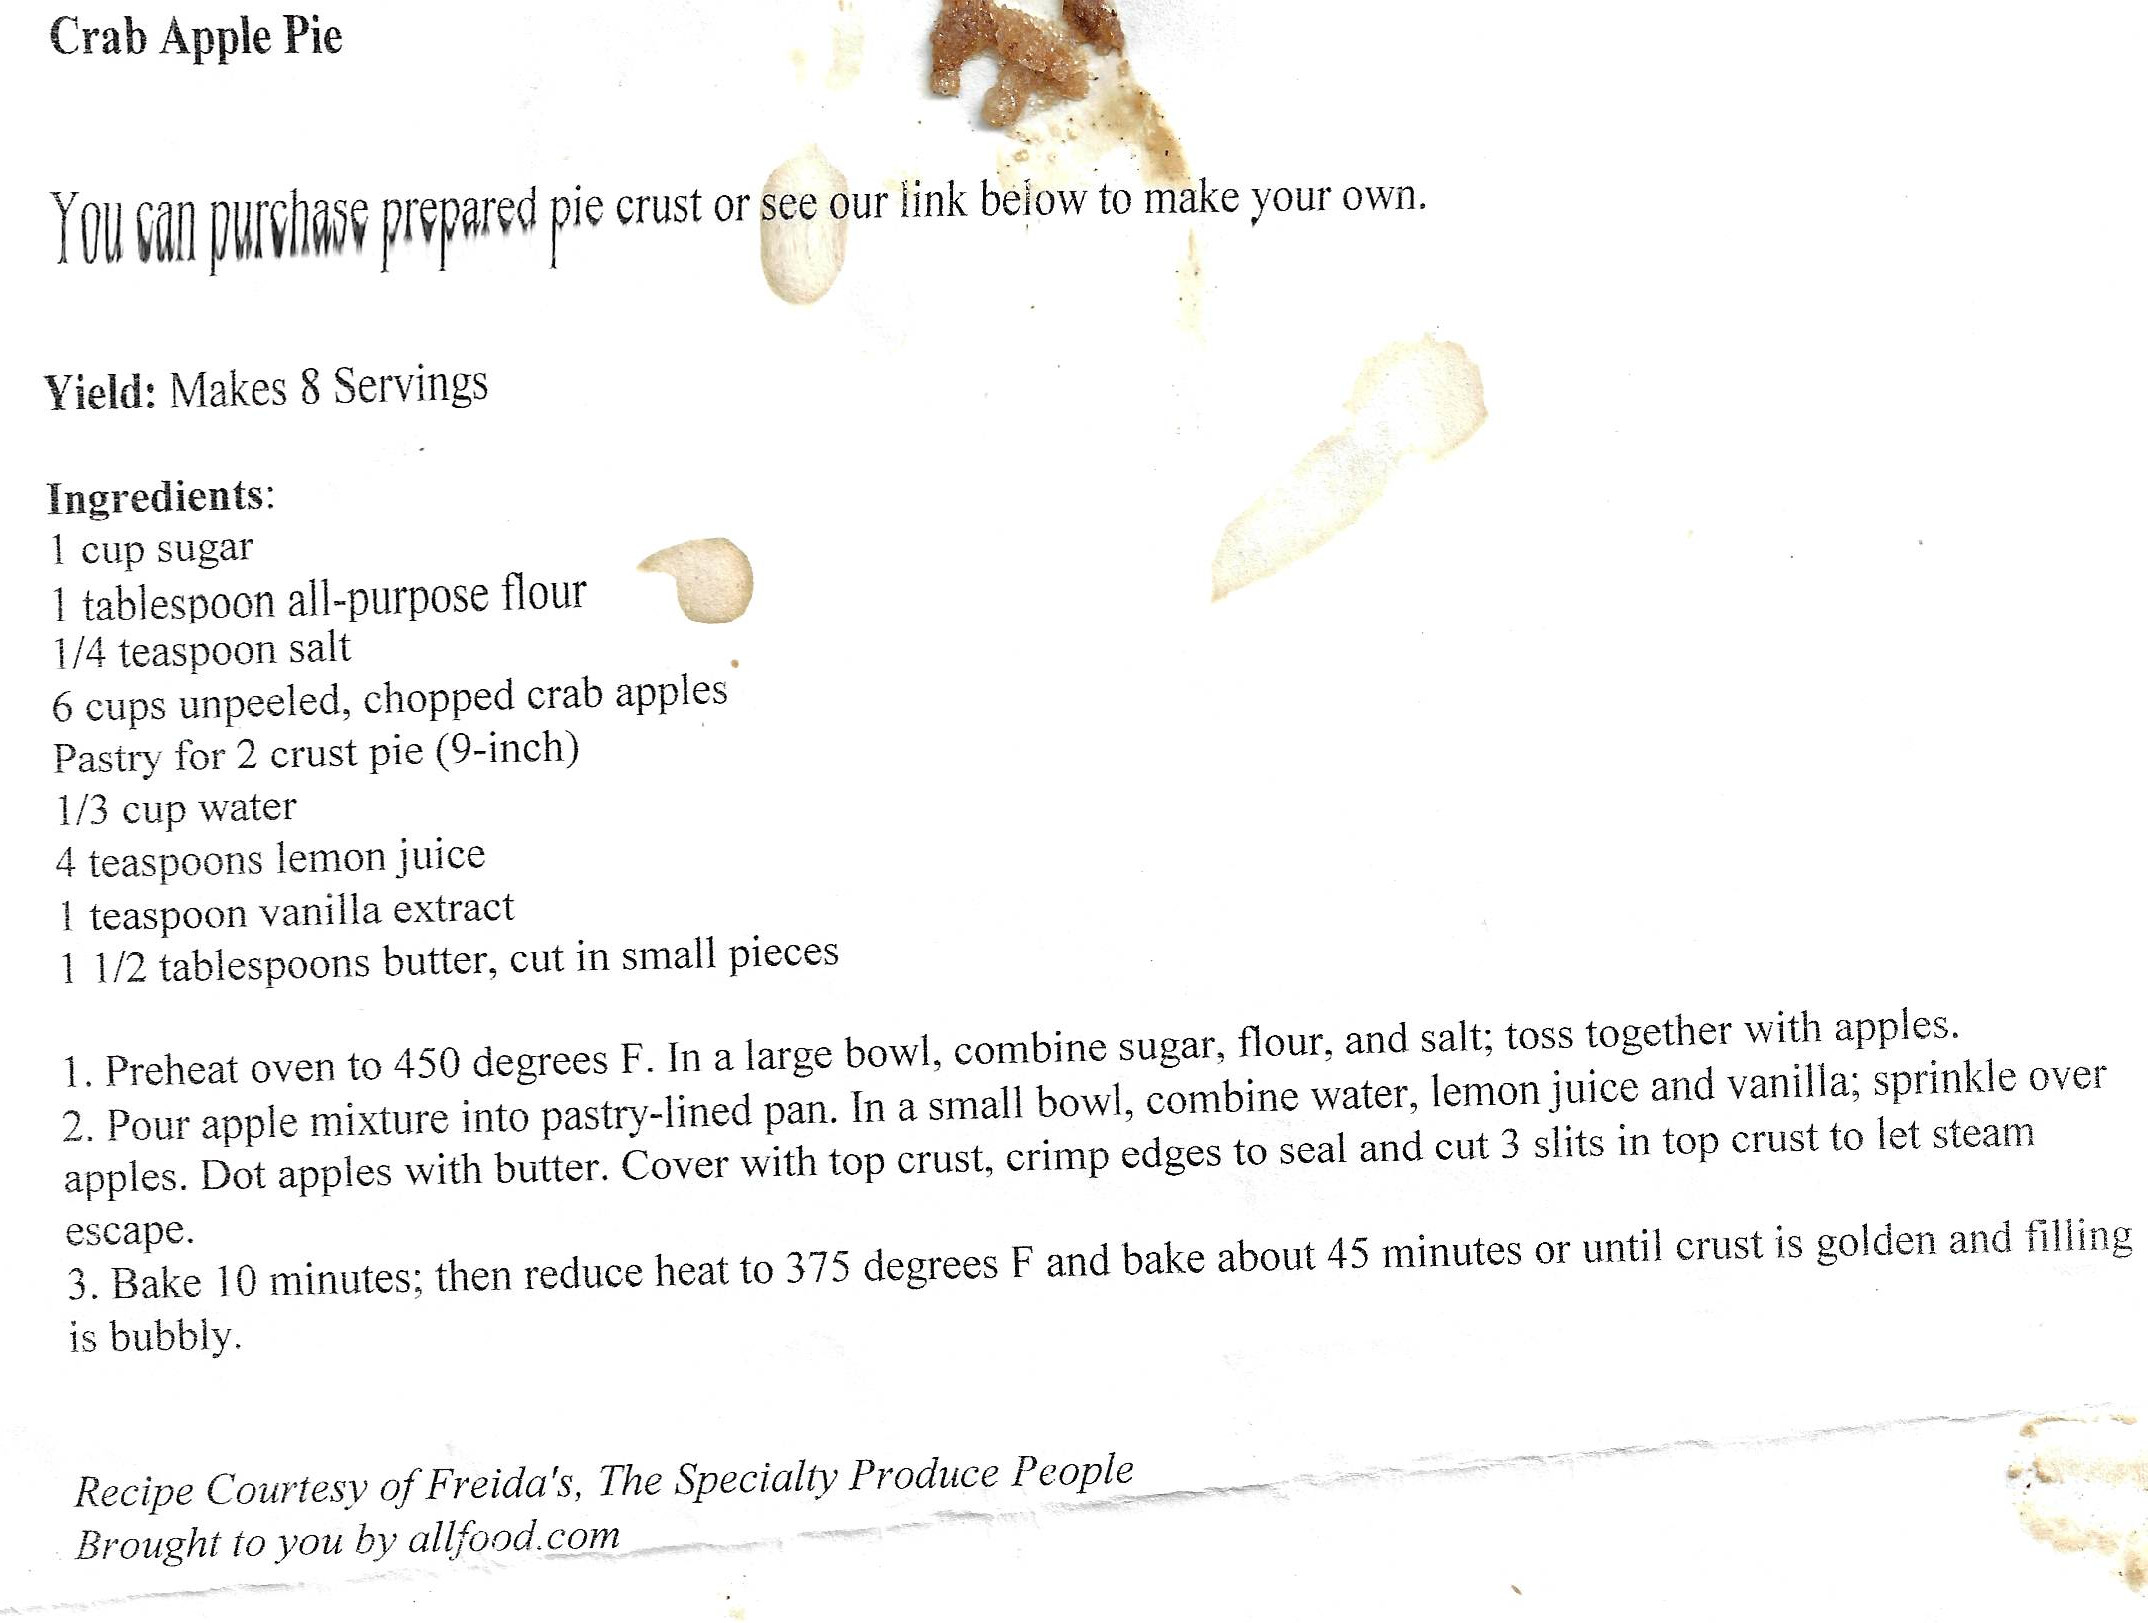 Crab Apple Pie
You can purchase prepared pie crust or see our link below to make your own.
Yield: Makes 8 Servings
Ingredients:
1 cup sugar
1 tablespoon all-purpose flour
1/4 teaspoon salt
6 cups unpeeled, chopped crab apples
Pastry for 2 crust pie (9-inch)
1/3 cup water
4 teaspoons lemon juice
1 teaspoon vanilla extract
1 1/2 tablespoons butter, cut in small pieces
1. Preheat oven to 450 degrees F. In a large bowl, combine sugar, flour, and salt; toss together with apples.
2. Pour apple mixture into pastry-lined pan. In a small bowl, combine water, lemon juice and vanilla; sprinkle over
apples. Dot apples with butter. Cover with top crust, crimp edges to seal and cut 3 slits in top crust to let steam
escape.
3. Bake 10 minutes; then reduce heat to 375 degrees F and bake about 45 minutes or until crust is golden and filling
is bubbly.
Recipe Courtesy of Freida's, The Specialty Produce People
Brought to you by allfood.com